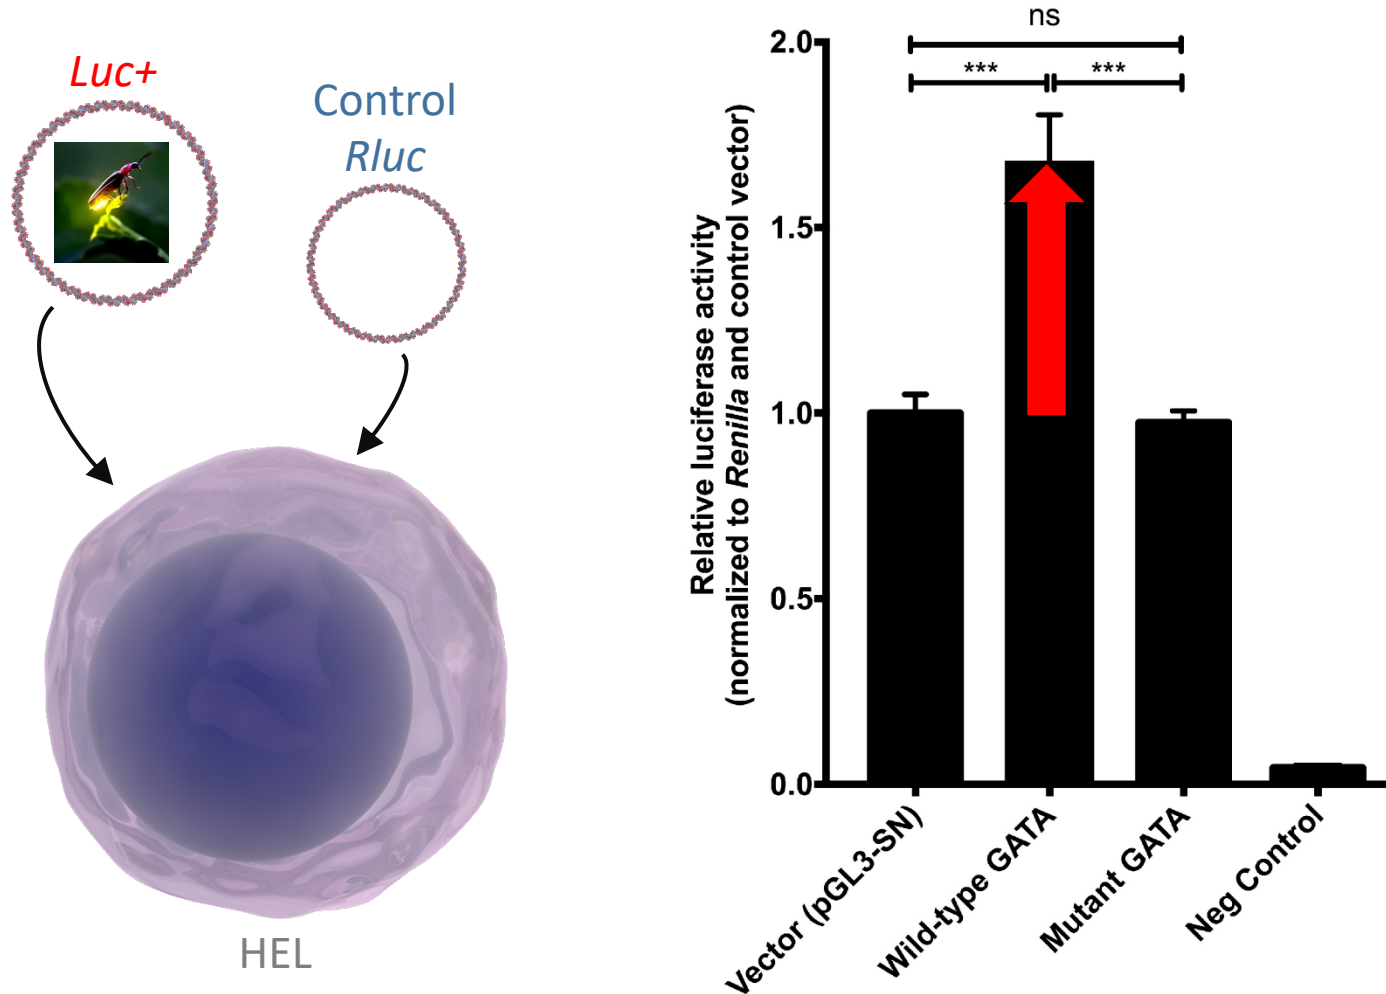 Luc+
Control
Rluc
HEL
ns
***
***
Relative luciferase activity
(normalized to Renilla and control vector)
2.0
1.5
1.0
0.5
0.0
Vector (pGL3-SN)
Wild-type GATA
Mutant GATA
Neg Control